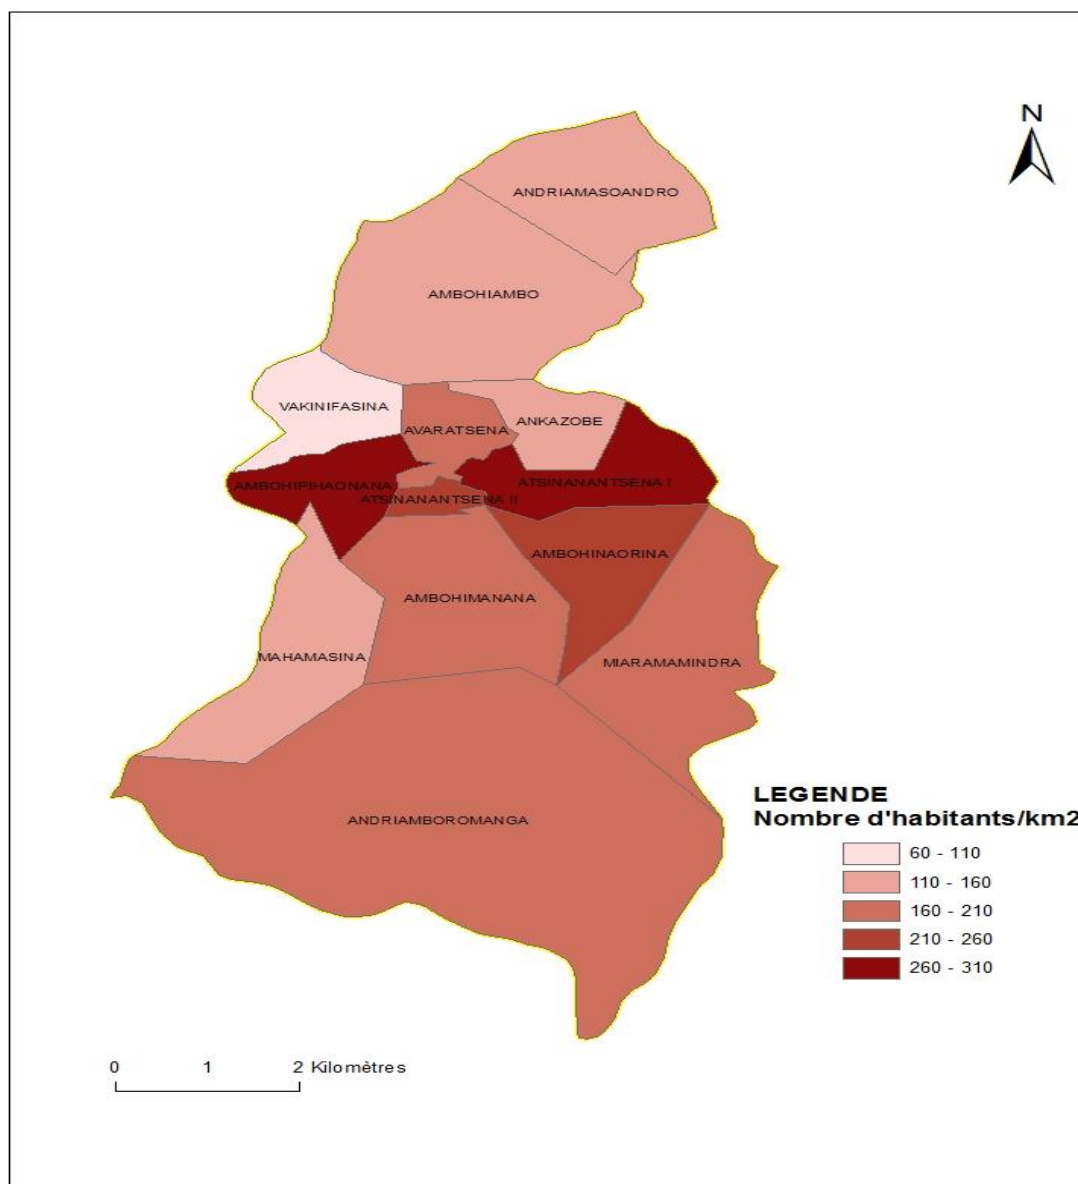 N
ANDRIAMASOANDRO
AMBOHIAMBO
VAKINIFASINA
AVARATSENA
ANKAZOBE
AMBOHIPIHAONANA
ATSINANANTSENA I
ATSINANANTSENA II
AMBOHINAORINA
AMBOHIMANANA
MAHAMASINA
MIARAMAMINDRA
ANDRIAMBOROMANGA
LEGENDE
Nombre d'habitants/km2
60 - 110
110 - 160
160 - 210
210 - 260
260 - 310
0 1 2 Kilomètres